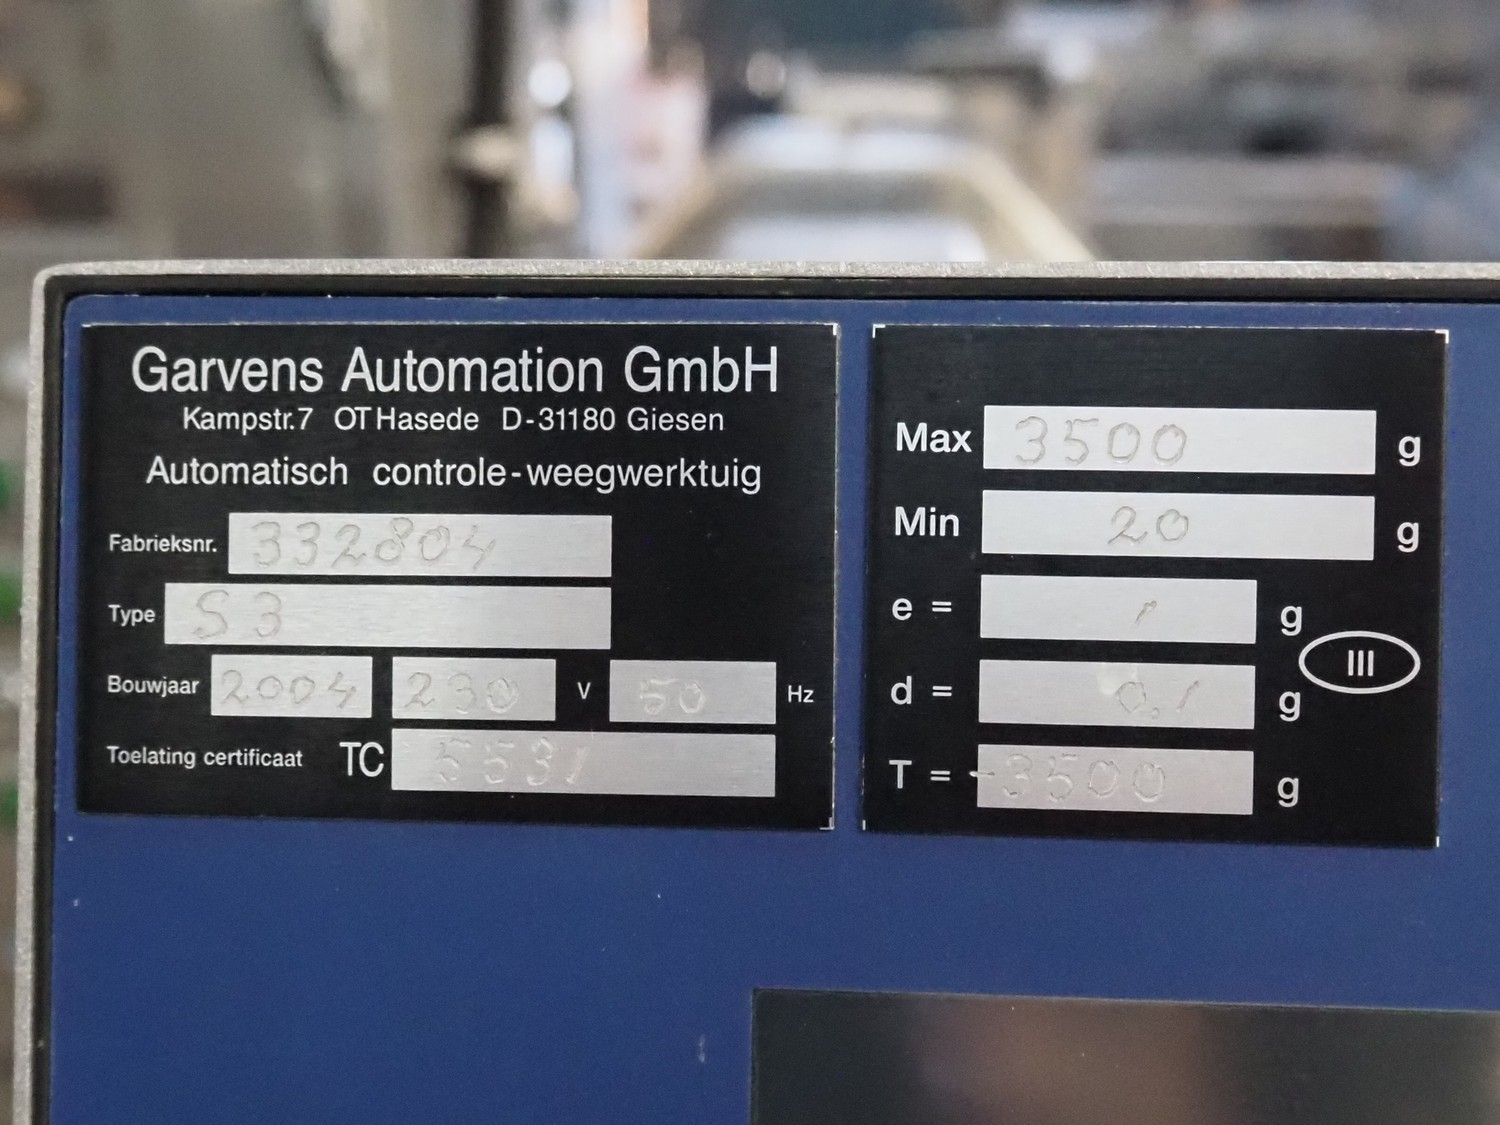 Garvens Automation GmbH
Kampstr.7 OT Hasede D-31180 Giesen
Automatisch controle-weegwerktuig
Fabrieksnr. 332804
Type S3
Bouwjaar 2004 230 V 50 Hz
Toelating certificaat TC 5531
Max 3500 g
Min 20 g
e = 1 g
d = 0,1 g
III
T = -3500 g